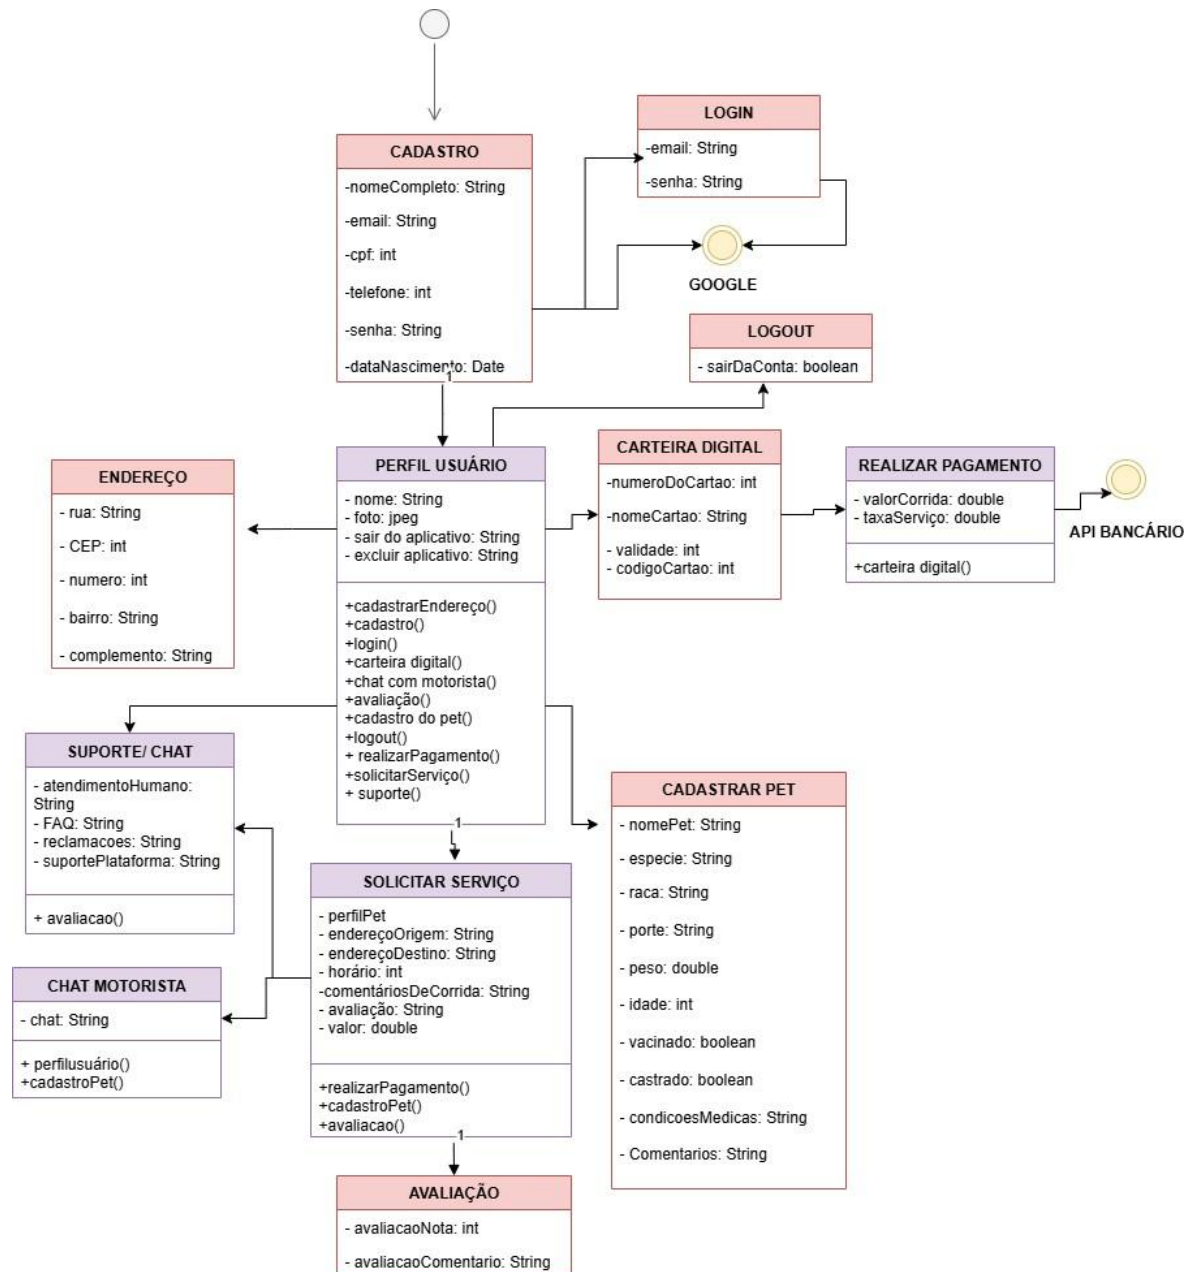 LOGIN
-email: String
-senha: String
CADASTRO
-nomeCompleto: String
-email: String
-cpf: int
-telefone: int
-senha: String
-dataNascimento: Date
1
GOOGLE
LOGOUT
- sairDaConta: boolean
ENDEREÇO
- rua: String
- CEP: int
- numero: int
- bairro: String
- complemento: String
PERFIL USUÁRIO
- nome: String
- foto: jpeg
- sair do aplicativo: String
- excluir aplicativo: String
+cadastrarEndereço()
+cadastro()
+login()
+carteira digital()
+chat com motorista()
+avaliação()
+cadastro do pet()
+logout()
+ realizarPagamento()
+solicitarServiço()
+ suporte()
1
CARTEIRA DIGITAL
-numeroDoCartao: int
-nomeCartao: String
- validade: int
- codigoCartao: int
REALIZAR PAGAMENTO
- valorCorrida: double
- taxaServiço: double
+carteira digital()
API BANCÁRIO
SUPORTE/ CHAT
- atendimentoHumano:
String
- FAQ: String
- reclamacoes: String
- suportePlataforma: String
+ avaliacao()
CADASTRAR PET
- nomePet: String
- especie: String
- raca: String
- porte: String
- peso: double
- idade: int
- vacinado: boolean
- castrado: boolean
- condicoesMedicas: String
- Comentarios: String
SOLICITAR SERVIÇO
- perfilPet
- endereçoOrigem: String
- endereçoDestino: String
- horário: int
-comentáriosDeCorrida: String
- avaliação: String
- valor: double
+realizarPagamento()
+cadastroPet()
+avaliacao()
1
CHAT MOTORISTA
- chat: String
+ perfilusuário()
+cadastroPet()
AVALIAÇÃO
- avaliacaoNota: int
- avaliacaoComentario: String